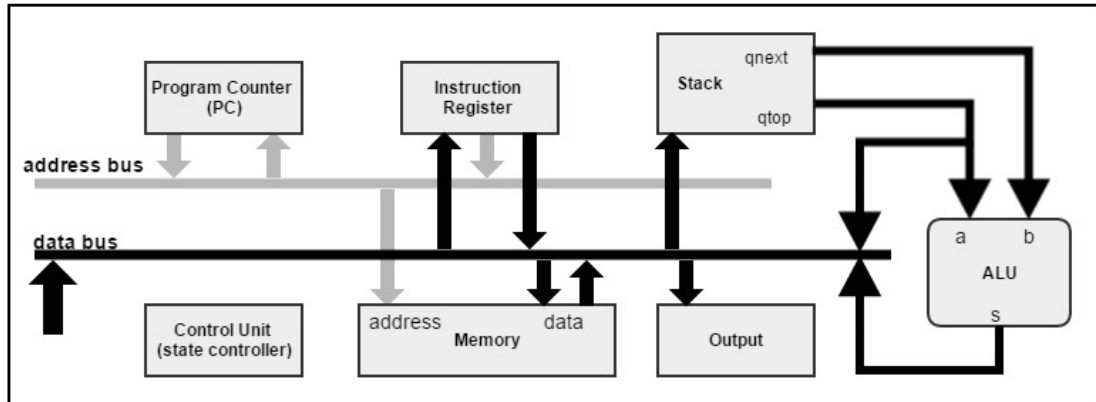 Program Counter
(PC)
Instruction
Register
Stack
qnext
qtop
address bus
data bus
a
b
ALU
s
Control Unit
(state controller)
address
data
Memory
Output